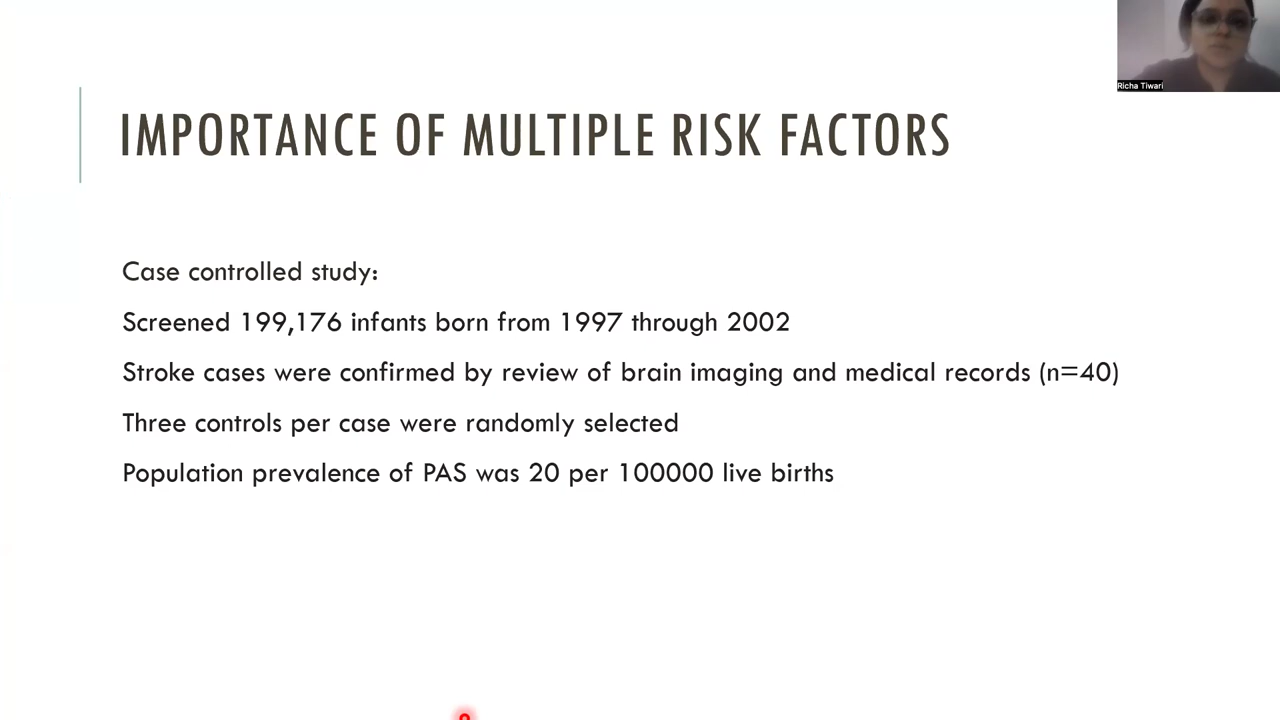 Richa Tiwari
IMPORTANCE OF MULTIPLE RISK FACTORS
Case controlled study:
Screened 199,176 infants born from 1997 through 2002
Stroke cases were confirmed by review of brain imaging and medical records (n=40)
Three controls per case were randomly selected
Population prevalence of PAS was 20 per 100000 live births